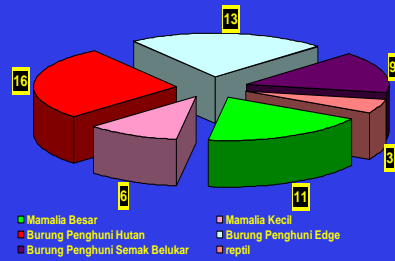 13
16
9
3
6
11
Mamalia Besar Mamalia Kecil
Burung Penghuni Hutan Burung Penghuni Edge
Burung Penghuni Semak Belukar reptil